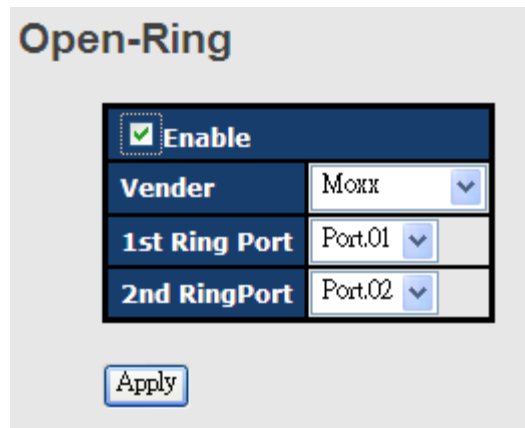 Open-Ring
Enable
Vender Moxx
1st Ring Port Port.01
2nd RingPort Port.02
Apply